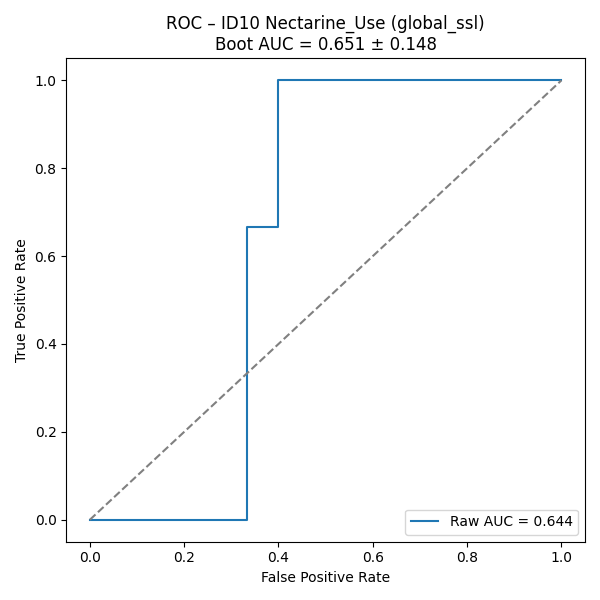 ROC – ID10 Nectarine_Use (global_ssl)
Boot AUC = 0.651 ± 0.148
True Positive Rate
1.0
0.8
0.6
0.4
0.2
0.0
Raw AUC = 0.644
0.0 0.2 0.4 0.6 0.8 1.0
False Positive Rate